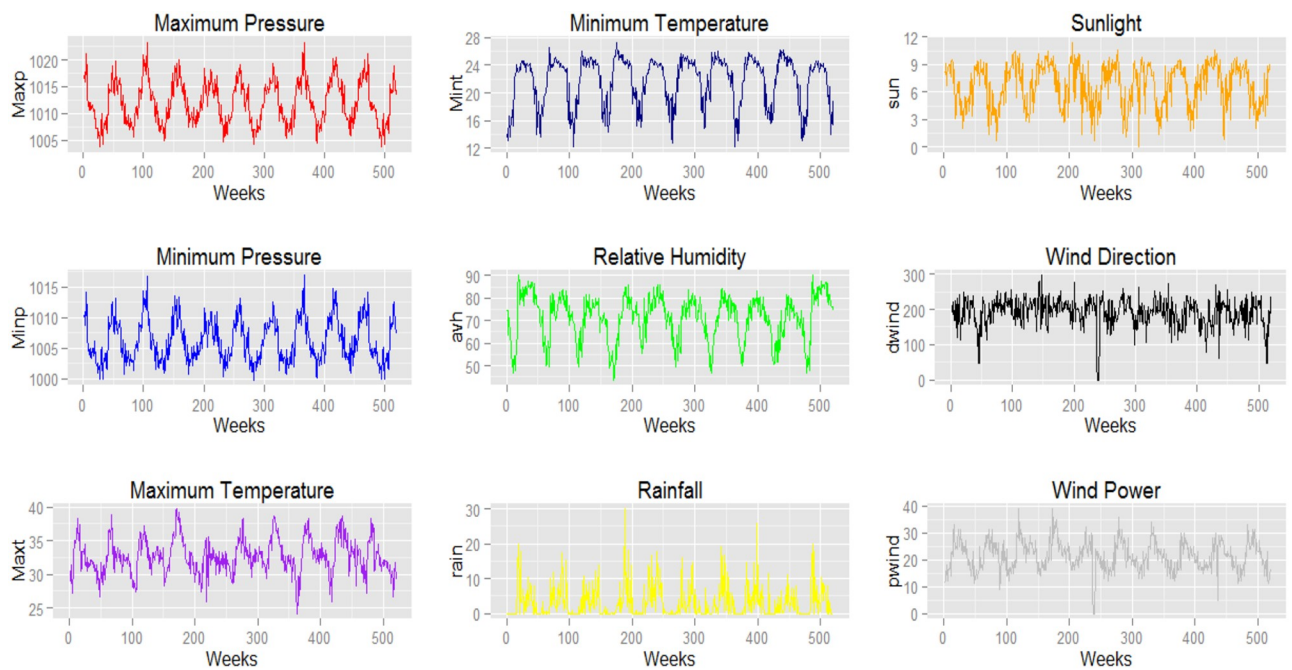 Maximum Pressure
Minimum Temperature
Sunlight
Maxp
1020
1015
1010
1005
0 100 200 300 400 500
Weeks
Mint
28
24
20
16
12
0 100 200 300 400 500
Weeks
sun
12
9
6
3
0
0 100 200 300 400 500
Weeks
Minimum Pressure
Relative Humidity
Wind Direction
Minp
1015
1010
1005
1000
0 100 200 300 400 500
Weeks
avh
90
80
70
60
50
0 100 200 300 400 500
Weeks
dwind
300
200
100
0
0 100 200 300 400 500
Weeks
Maximum Temperature
Rainfall
Wind Power
Maxt
40
35
30
25
0 100 200 300 400 500
Weeks
rain
30
20
10
0
0 100 200 300 400 500
Weeks
pwind
40
30
20
10
0
0 100 200 300 400 500
Weeks